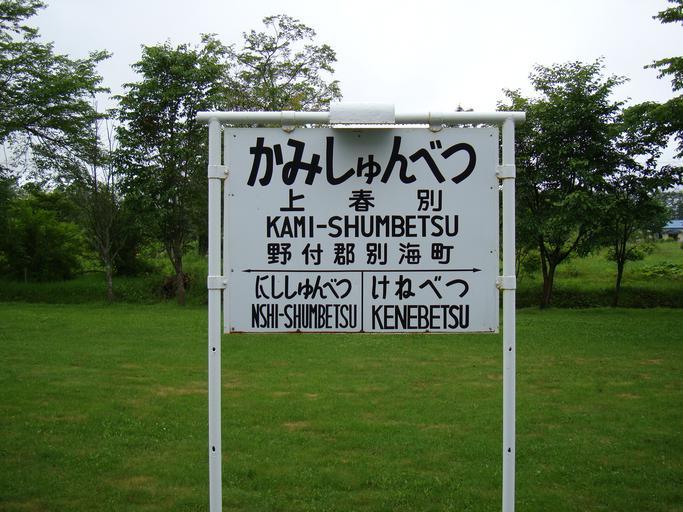 かみしゅんべつ
上春別
KAMI-SHUMBETSU
野付郡別海町
にししゅんべつ けねべつ
NSHI-SHUMBETSU KENEBETSU